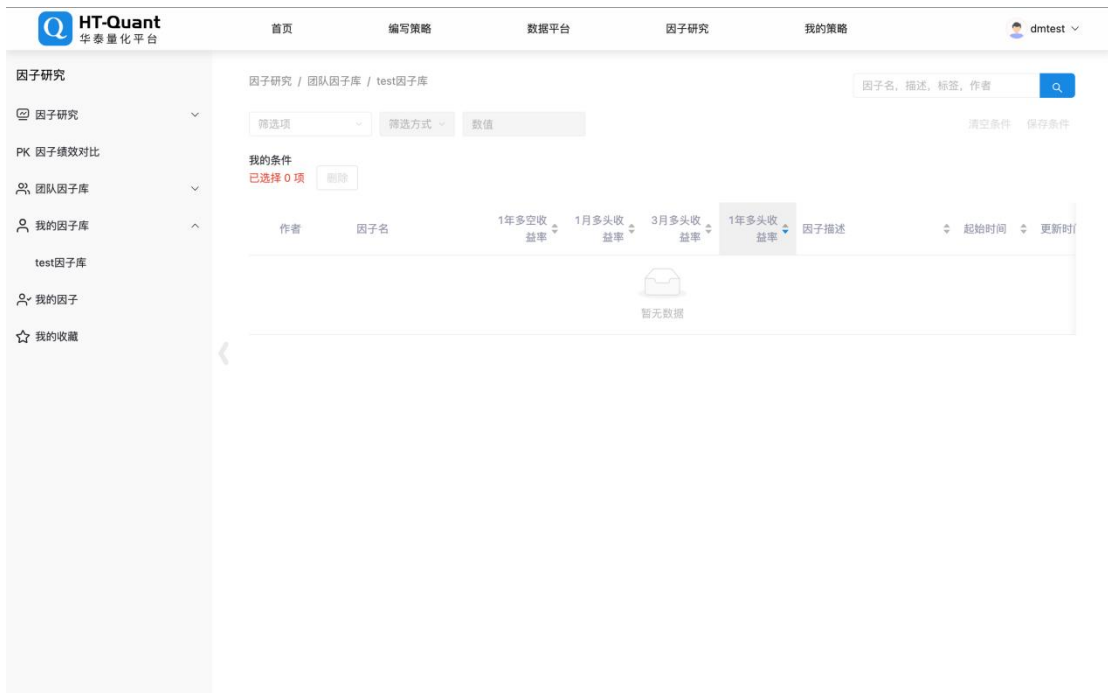 HT-Quant
华泰量化平台
首页
编写策略
数据平台
因子研究
我的策略
dmtest
因子研究
因子研究
PK 因子绩效对比
团队因子库
我的因子库
test因子库
我的因子
我的收藏
因子研究 / 团队因子库 / test因子库
因子名, 描述, 标签, 作者
筛选项
筛选方式
数值
清空条件
保存条件
我的条件
已选择 0 项
删除
作者
因子名
1年多空收
益率
1月多头收
益率
3月多头收
益率
1年多头收
益率
因子描述
起始时间
更新时
暂无数据